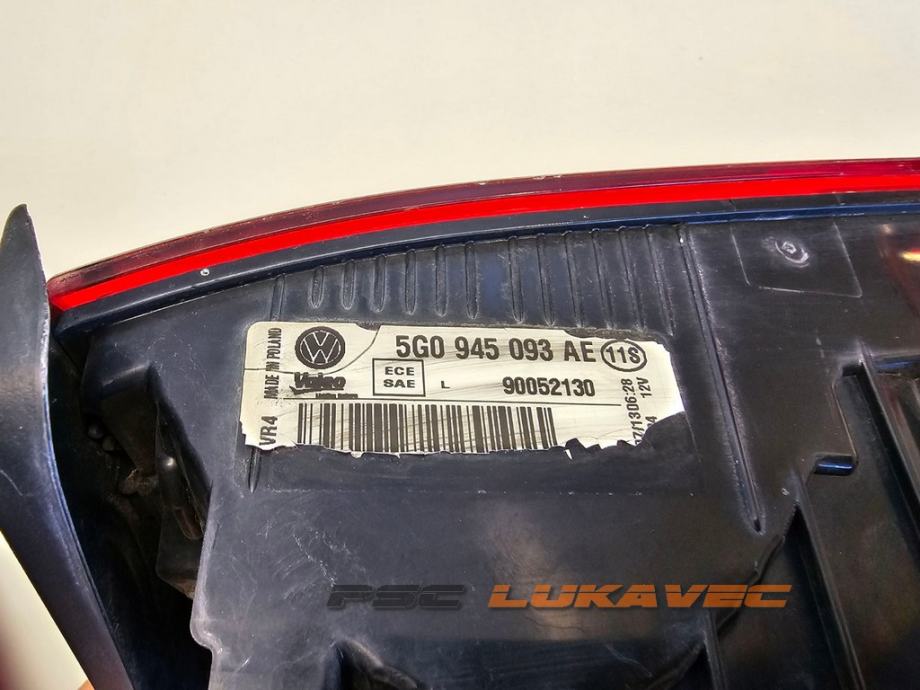 MADE IN POLAND
5G0 945 093 AE 11S
Valeo
ECE
SAE
L
90052130
12V
VR4
PSC LUKAVEC